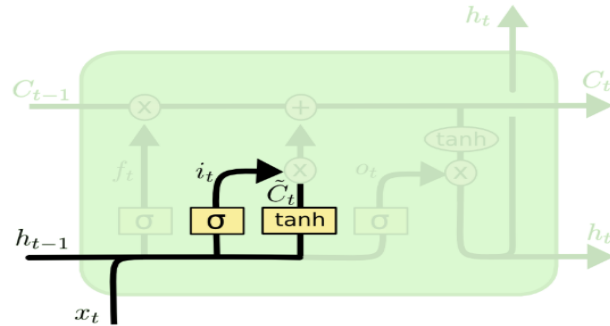 h_t
C_{t-1}
×
+
C_t
tanh
f_t
i_t
×
o_t
×
C̃_t
σ
σ
tanh
σ
h_{t-1}
h_t
x_t